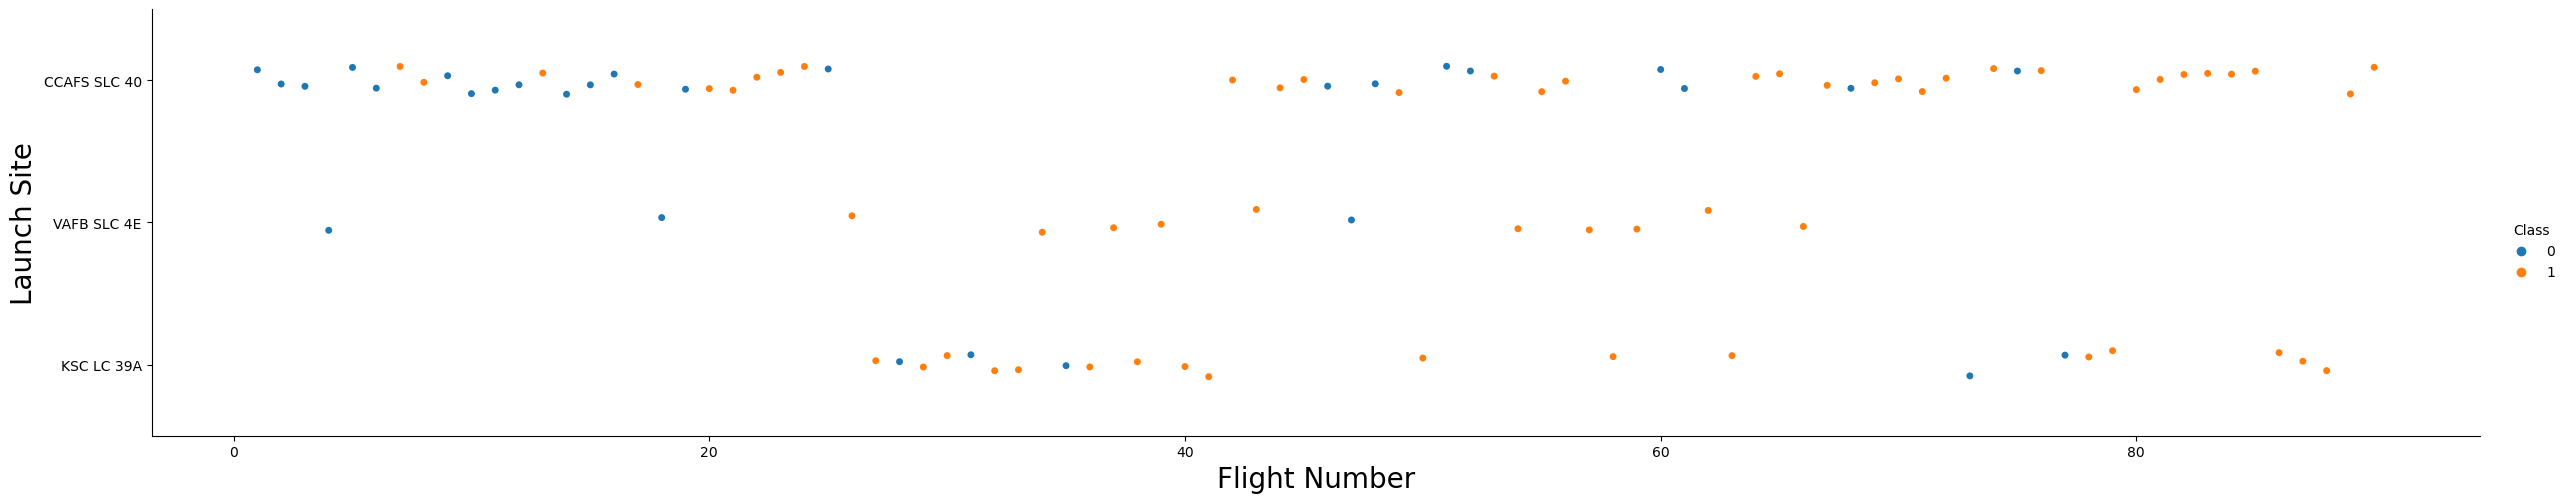 CCAFS SLC 40
VAFB SLC 4E
KSC LC 39A
Launch Site
0 20 40 60 80
Flight Number
Class
0
1